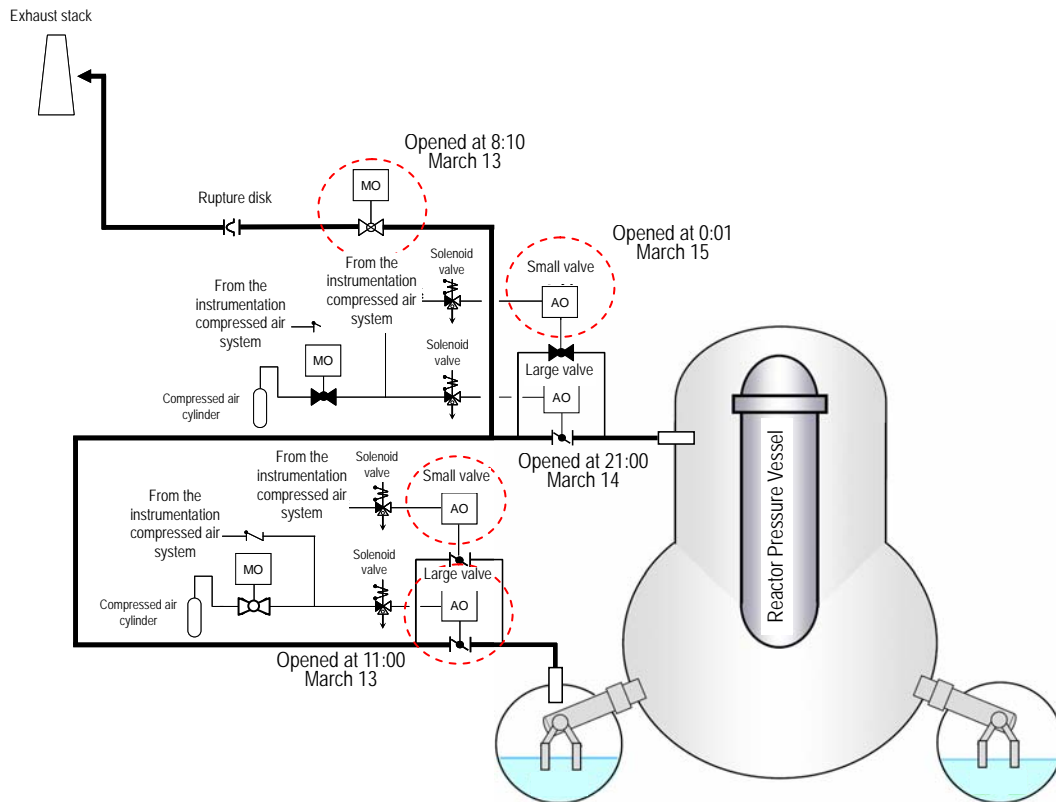 Exhaust stack
Opened at 8:10
March 13
MO
Rupture disk
Opened at 0:01
March 15
Solenoid
valve
Small valve
From the
instrumentation
compressed air
system
AO
From the
instrumentation
compressed air
system
MO
Solenoid
valve
Large valve
AO
Compressed air
cylinder
Opened at 21:00
March 14
Reactor Pressure Vessel
From the
instrumentation
compressed air
system
Solenoid
valve
Small valve
AO
From the
instrumentation
compressed air
system
MO
Solenoid
valve
Large valve
AO
Compressed air
cylinder
Opened at 11:00
March 13